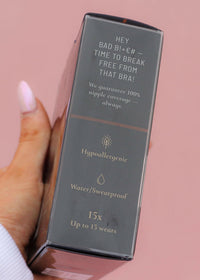 HEY
BAD B!+€#—
TIME TO BREAK
FREE FROM
THAT BRA!
We guarantee 100%
nipple coverage —
always
Hypoallergenic
Water/Sweatproof
15x
Up to 15 wears